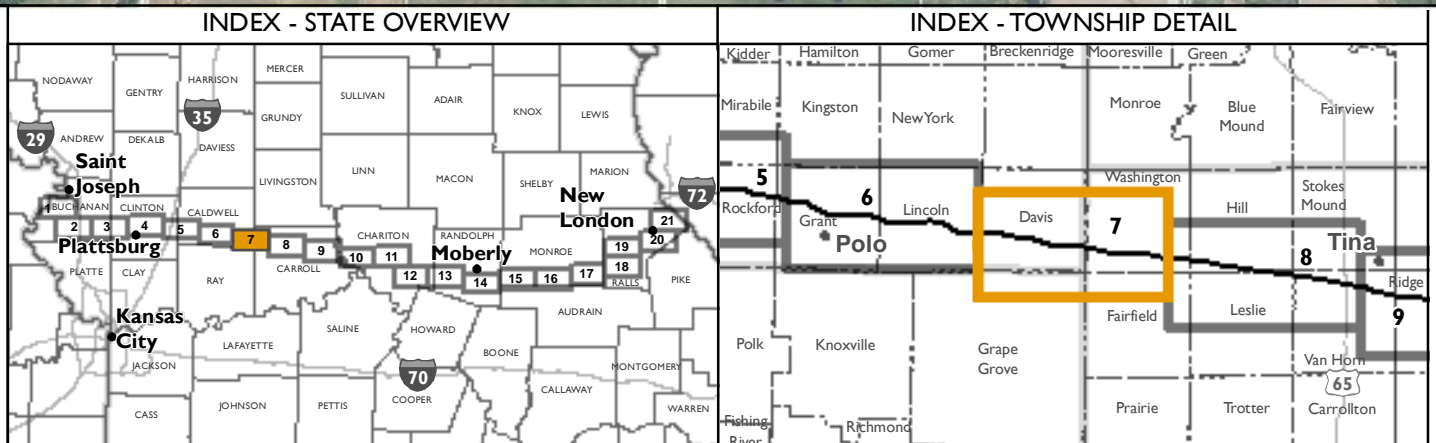 INDEX - STATE OVERVIEW
NODAWAY
GENTRY
HARRISON
MERCER
SULLIVAN
ADAIR
KNOX
LEWIS
35
GRUNDY
29
ANDREW
DEKALB
DAVIESS
LIVINGSTON
LINN
MACON
SHELBY
MARION
Saint
Joseph
New
London
72
1
BUCHANAN
CLINTON
CALDWELL
2
3
4
5
6
7
8
9
10
11
12
13
14
15
16
17
18
19
20
21
Plattsburg
CHARITON
RANDOLPH
Moberly
MONROE
RALLS
PIKE
PLATTE
CLAY
RAY
CARROLL
AUDRAIN
Kansas
City
SALINE
HOWARD
BOONE
LAFAYETTE
JACKSON
70
COOPER
CALLAWAY
MONTGOMERY
CASS
JOHNSON
PETTIS
WARREN
INDEX - TOWNSHIP DETAIL
Kidder
Hamilton
Gomer
Breckenridge
Mooresville
Green
Mirabile
Kingston
New York
Monroe
Blue
Mound
Fairview
5
6
Washington
Stokes
Mound
Rockford
Grant
Lincoln
Davis
7
Hill
Polo
Tina
8
Ridge
Fairfield
Leslie
9
Polk
Knoxville
Grape
Grove
Van Horn
65
Prairie
Trotter
Carrollton
Fishing
River
Richmond